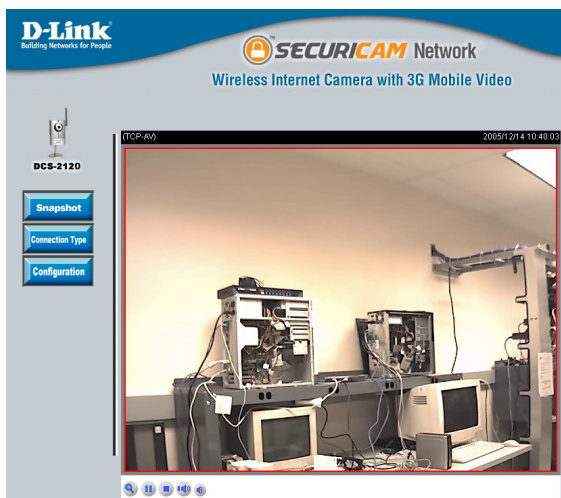 D-Link
Building Networks for People
SECURICAM Network
Wireless Internet Camera with 3G Mobile Video
DCS-2120
(TCP-AV) 2005/12/14 10:40:03
Snapshot
Connection Type
Configuration